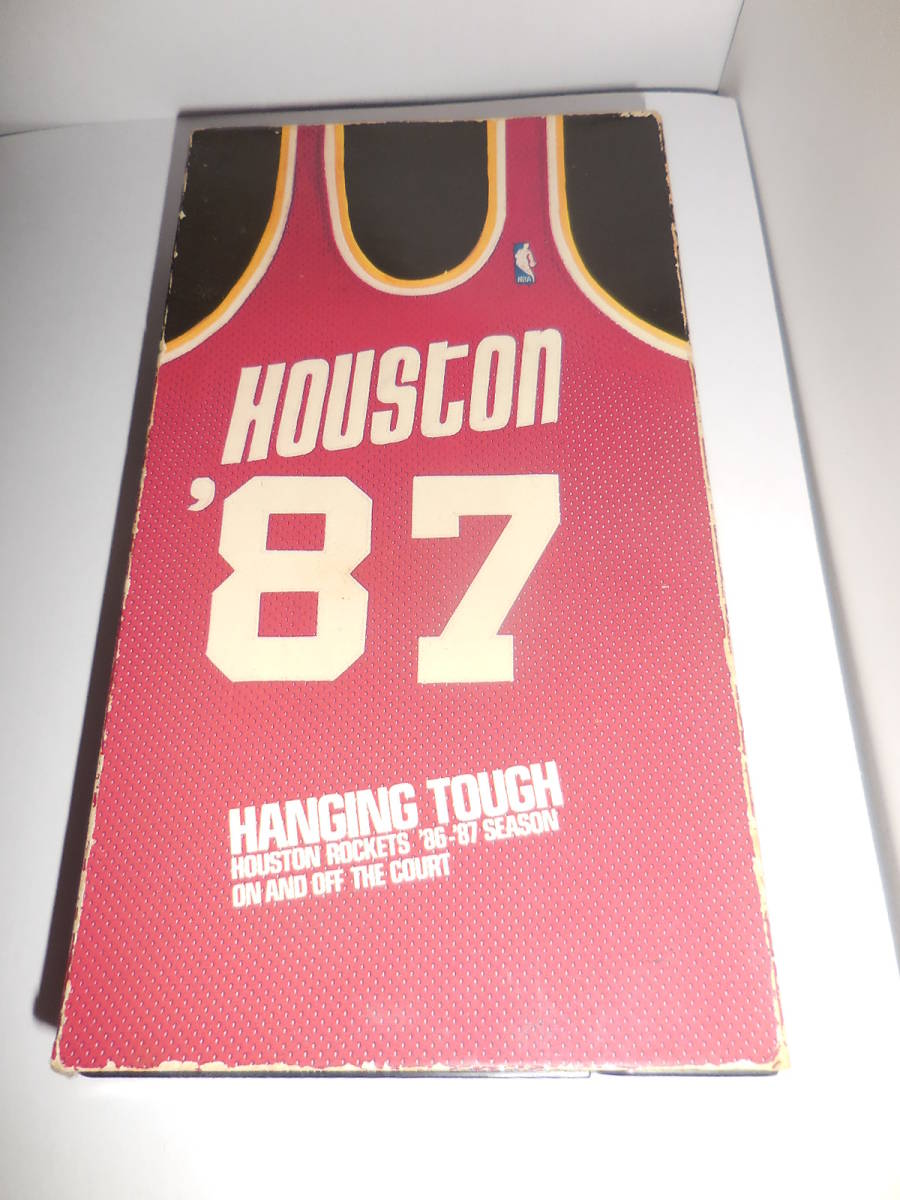 NBA
Houston
'87
HANGING TOUGH
HOUSTON ROCKETS '86-'87 SEASON
ON AND OFF THE COURT